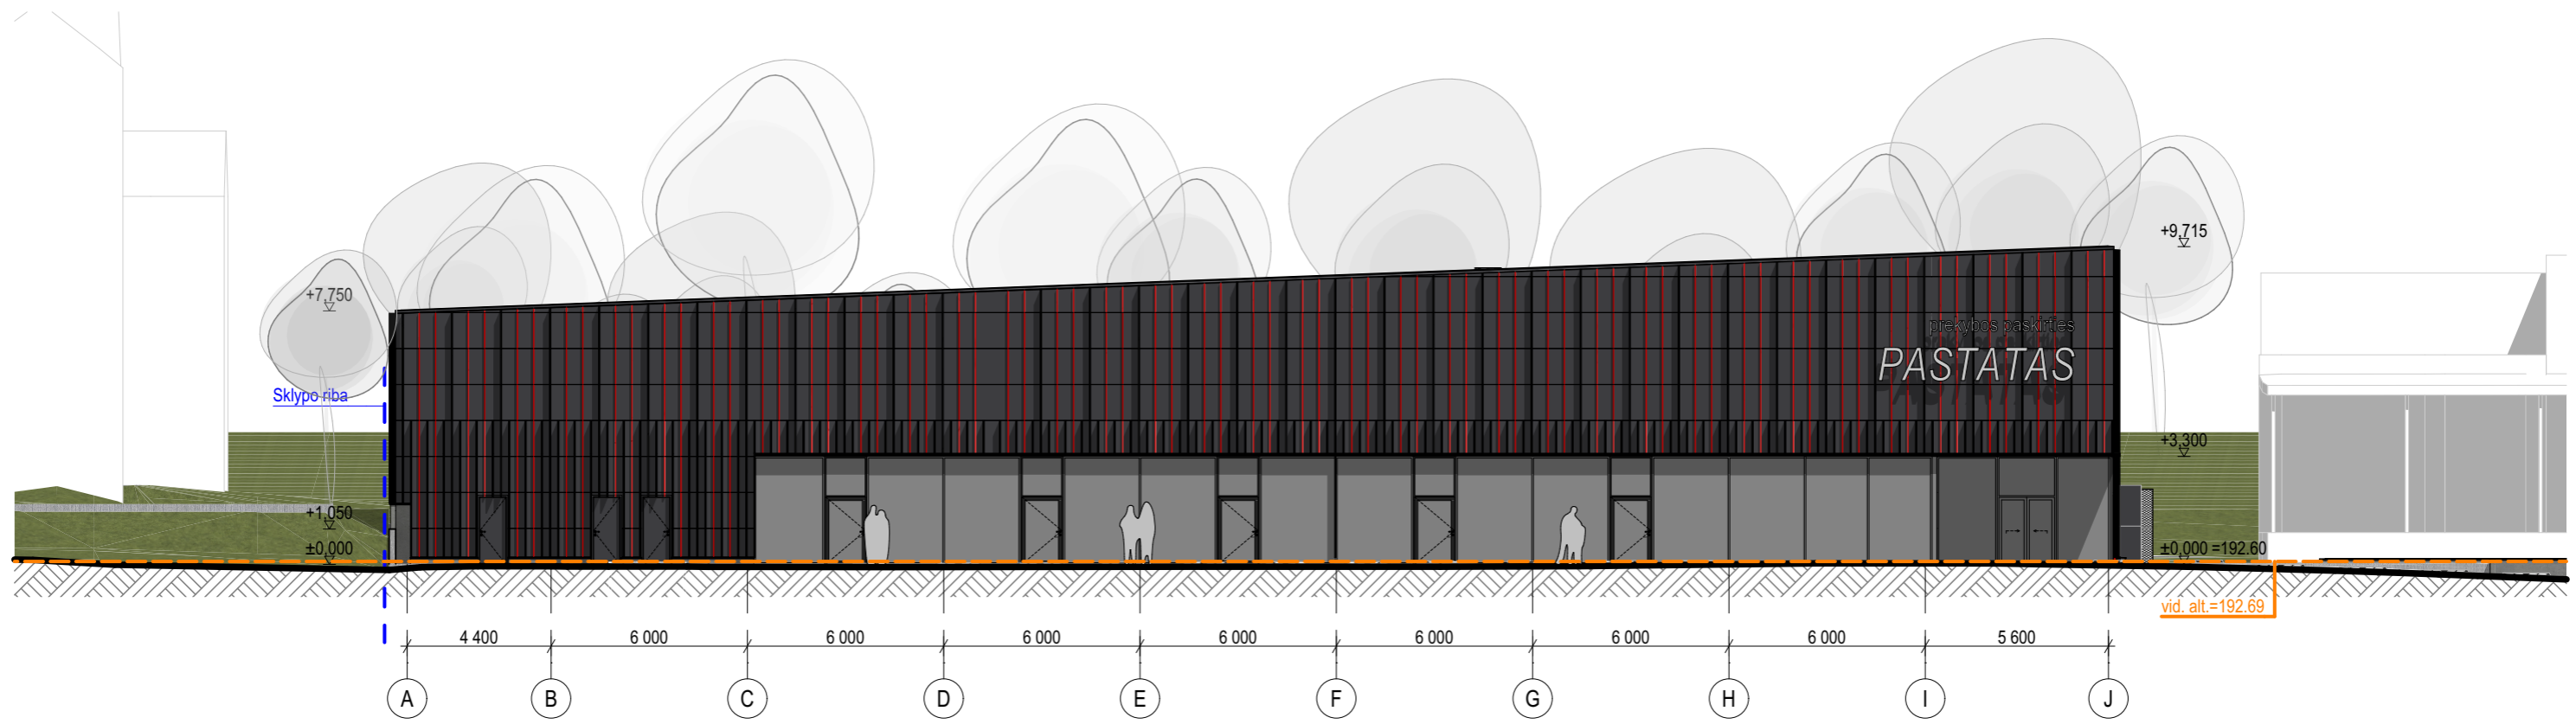 +9,715
+7,750
prekybos paskirties
PASTATAS
Sklypo riba
+3,300
+1,050
±0,000
±0,000 =192.60
vid. alt.=192.69
4 400 6 000 6 000 6 000 6 000 6 000 6 000 6 000 5 600
A B C D E F G H I J